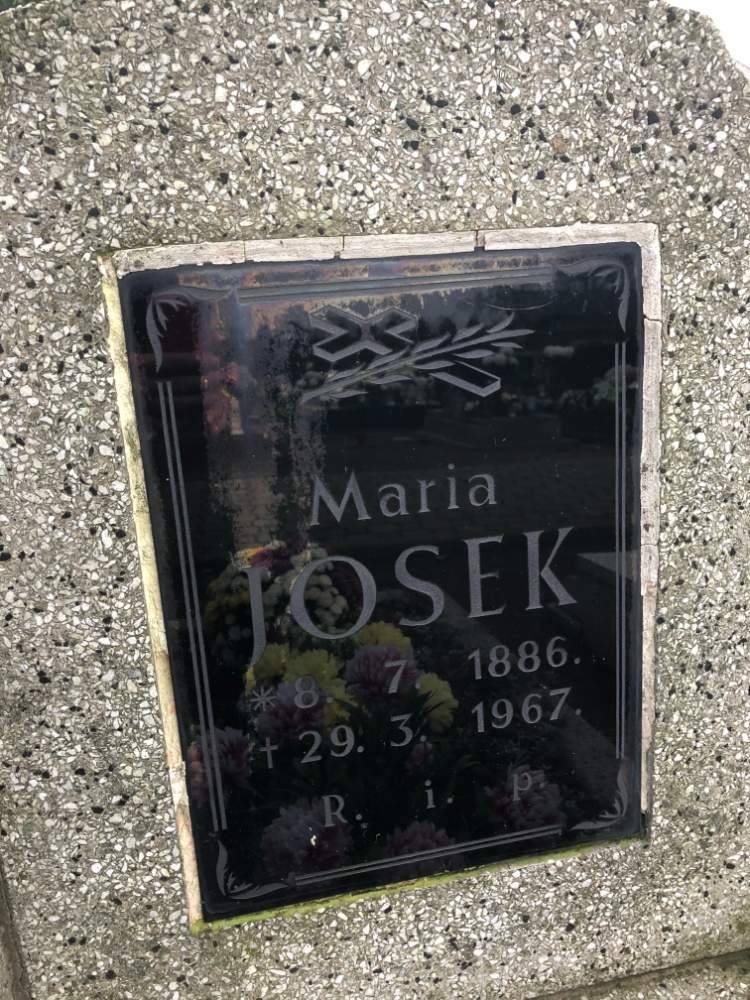 Maria
JOSEK
* 8. 7. 1886.
† 29. 3. 1967.
R. i. p.